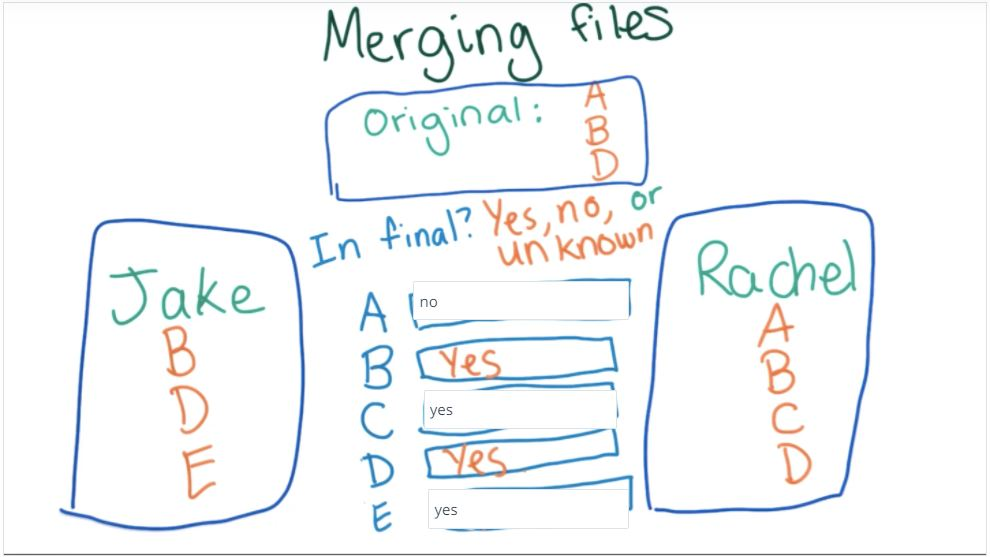 Merging files
Original: A
B
D
In final? Yes, no, or
unknown
Jake
B
D
E
A no
B Yes
C yes
D Yes
E yes
Rachel
A
B
C
D